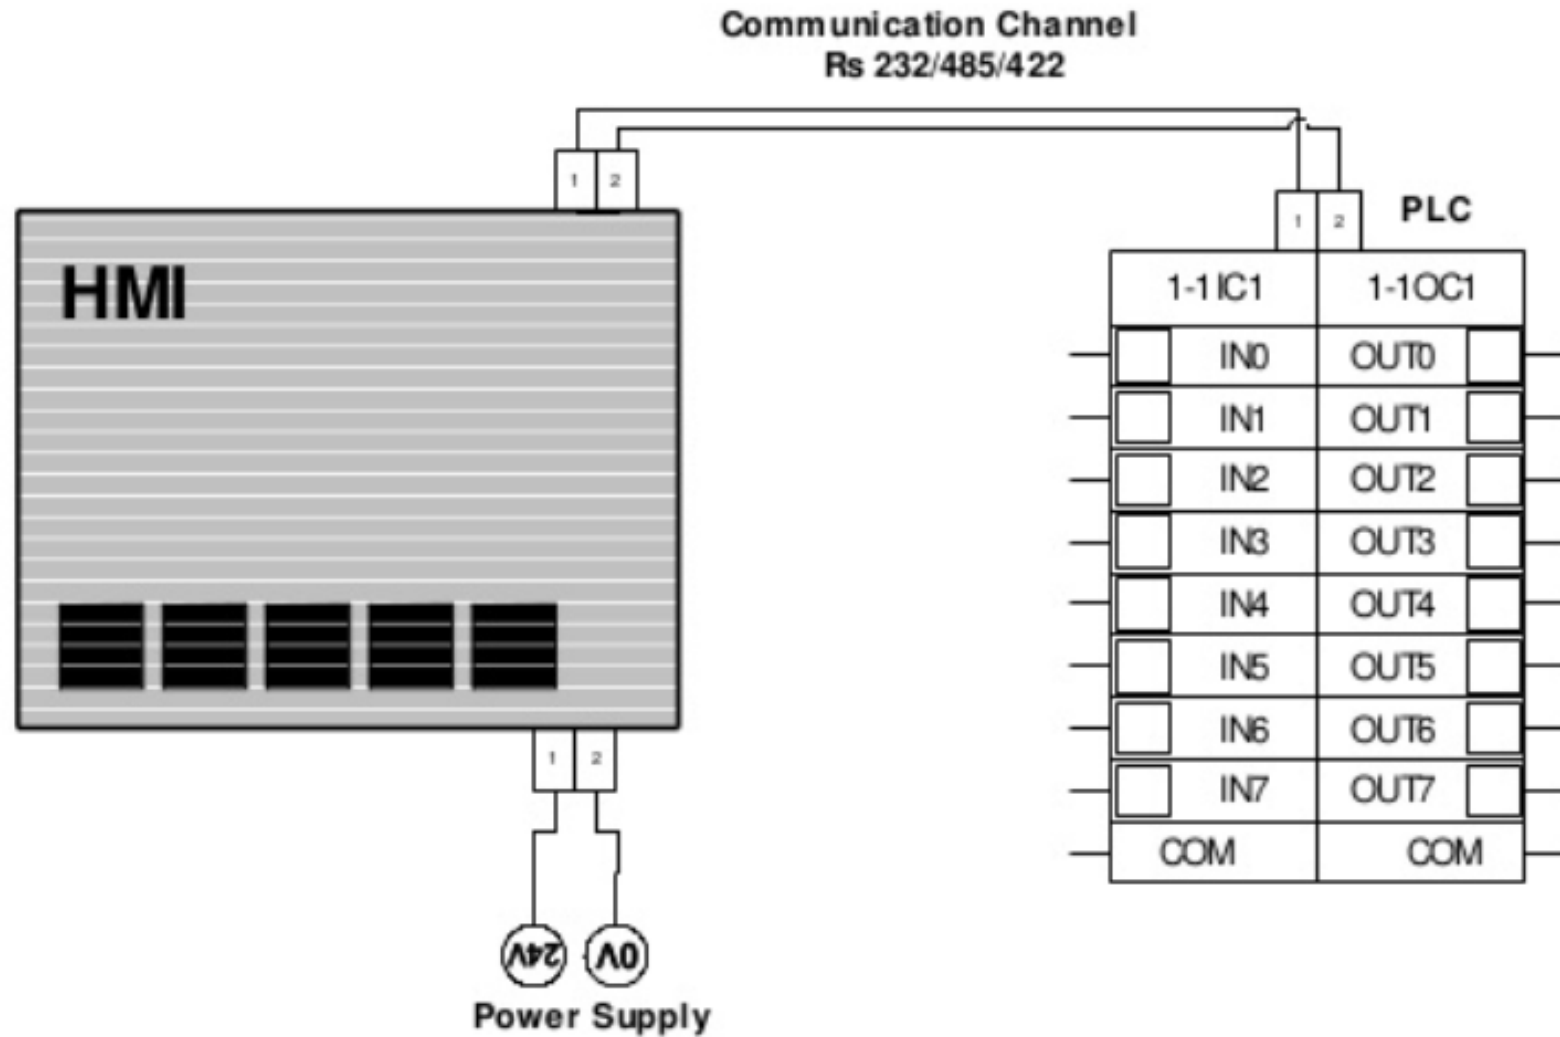 Communication Channel
Rs 232/485/422
1 2
1 2
PLC
HMI
1-1IC1 1-1OC1
IN0 OUT0
IN1 OUT1
IN2 OUT2
IN3 OUT3
IN4 OUT4
IN5 OUT5
IN6 OUT6
IN7 OUT7
COM COM
1 2
24V 0V
Power Supply